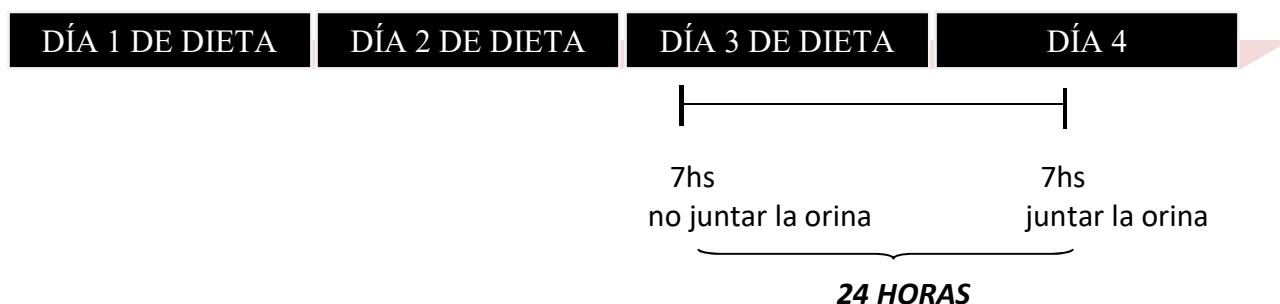 DÍA 1 DE DIETA DÍA 2 DE DIETA DÍA 3 DE DIETA DÍA 4
7hs 7hs
no juntar la orina juntar la orina
24 HORAS